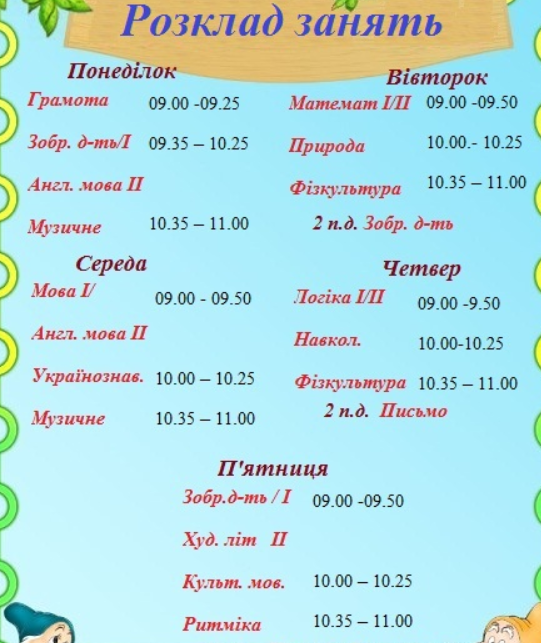 Розклад занять
Понеділок
Грамота 09.00 -09.25
Зобр. д-ть/І 09.35 – 10.25
Англ. мова ІІ
Музичне 10.35 – 11.00
Вівторок
Математ І/ІІ 09.00 -09.50
Природа 10.00.- 10.25
Фізкультура 10.35 – 11.00
2 п.д. Зобр. д-ть
Середа
Мова І/ 09.00 - 09.50
Англ. мова ІІ
Українознав. 10.00 – 10.25
Музичне 10.35 – 11.00
Четвер
Логіка І/ІІ 09.00 -9.50
Навкол. 10.00-10.25
Фізкультура 10.35 – 11.00
2 п.д. Письмо
П'ятниця
Зобр.д-ть / І 09.00 -09.50
Худ. літ ІІ
Культ. мов. 10.00 – 10.25
Ритміка 10.35 – 11.00